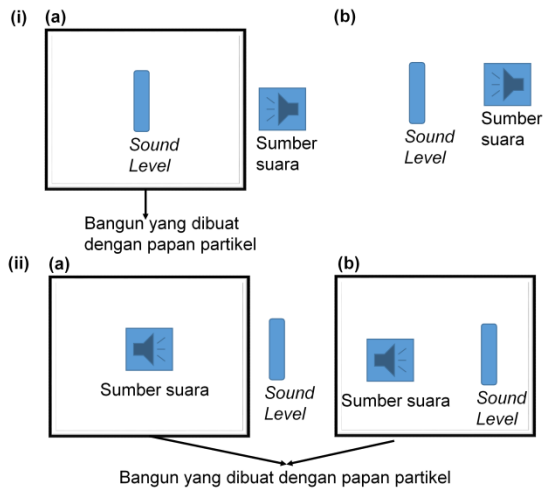 (i) (a) (b)
Sound
Level
Sumber
suara
Bangun yang dibuat
dengan papan partikel
Sound
Level
Sumber
suara
(ii) (a) (b)
Sumber suara
Sound
Level
Sumber suara
Sound
Level
Bangun yang dibuat dengan papan partikel